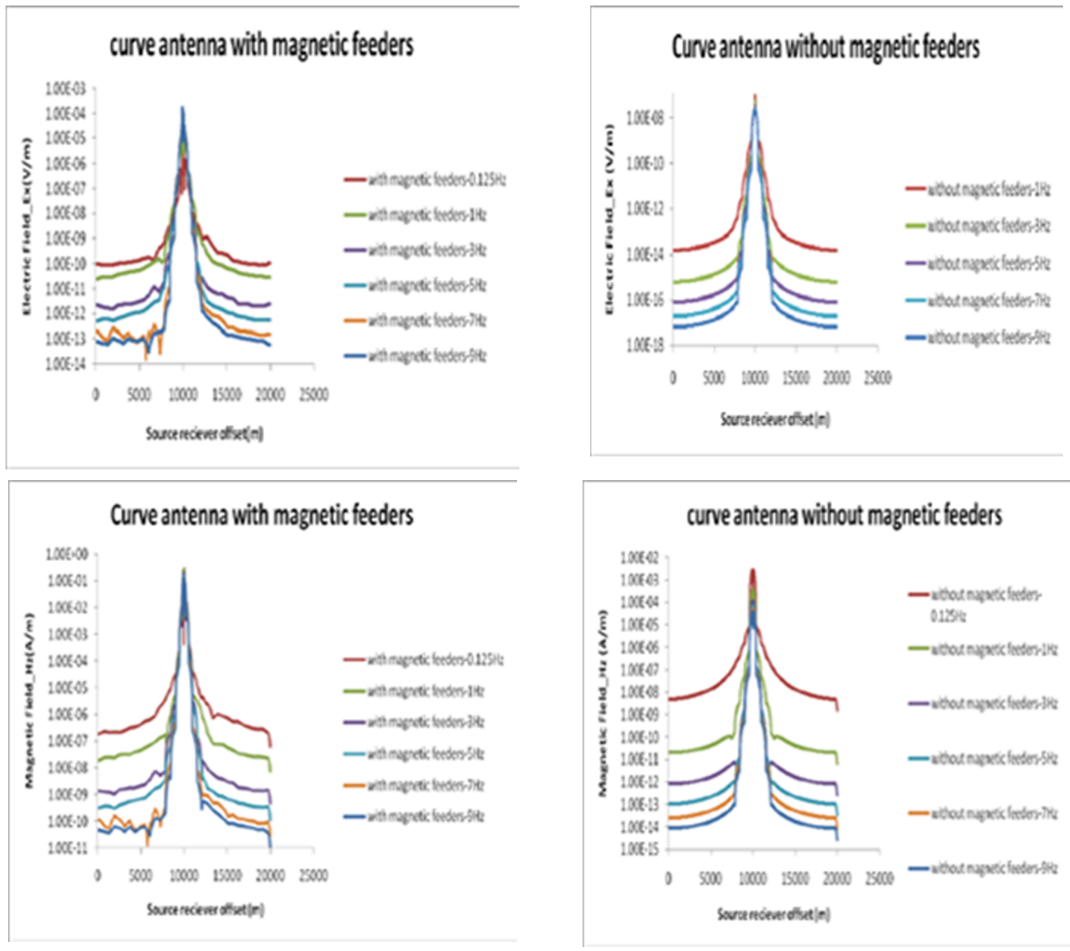 curve antenna with magnetic feeders
Electric Field_Ex(V/m)
1.00E-03
1.00E-04
1.00E-05
1.00E-06
1.00E-07
1.00E-08
1.00E-09
1.00E-10
1.00E-11
1.00E-12
1.00E-13
1.00E-14
0 5000 10000 15000 20000 25000
Source reciever offset(m)
with magnetic feeders-0.125Hz
with magnetic feeders-1Hz
with magnetic feeders-3Hz
with magnetic feeders-5Hz
with magnetic feeders-7Hz
with magnetic feeders-9Hz
Curve antenna without magnetic feeders
Electric Field_Ex (V/m)
1.00E-08
1.00E-10
1.00E-12
1.00E-14
1.00E-16
1.00E-18
0 5000 10000 15000 20000 25000
Source reciever offset (m)
without magnetic feeders-1Hz
without magnetic feeders-3Hz
without magnetic feeders-5Hz
without magnetic feeders-7Hz
without magnetic feeders-9Hz
Curve antenna with magnetic feeders
Magnetic Field_Hz(A/m)
1.00E+00
1.00E-01
1.00E-02
1.00E-03
1.00E-04
1.00E-05
1.00E-06
1.00E-07
1.00E-08
1.00E-09
1.00E-10
1.00E-11
0 5000 10000 15000 20000 25000
Source reciever offset(m)
with magnetic feeders-0.125Hz
with magnetic feeders-1Hz
with magnetic feeders-3Hz
with magnetic feeders-5Hz
with magnetic feeders-7Hz
with magnetic feeders-9Hz
curve antenna without magnetic feeders
Magnetic Field_Hz (A/m)
1.00E-02
1.00E-03
1.00E-04
1.00E-05
1.00E-06
1.00E-07
1.00E-08
1.00E-09
1.00E-10
1.00E-11
1.00E-12
1.00E-13
1.00E-14
1.00E-15
0 5000 10000 15000 20000 25000
Source reciever offset (m)
without magnetic feeders-
0.125Hz
without magnetic feeders-1Hz
without magnetic feeders-3Hz
without magnetic feeders-5Hz
without magnetic feeders-7Hz
without magnetic feeders-9Hz